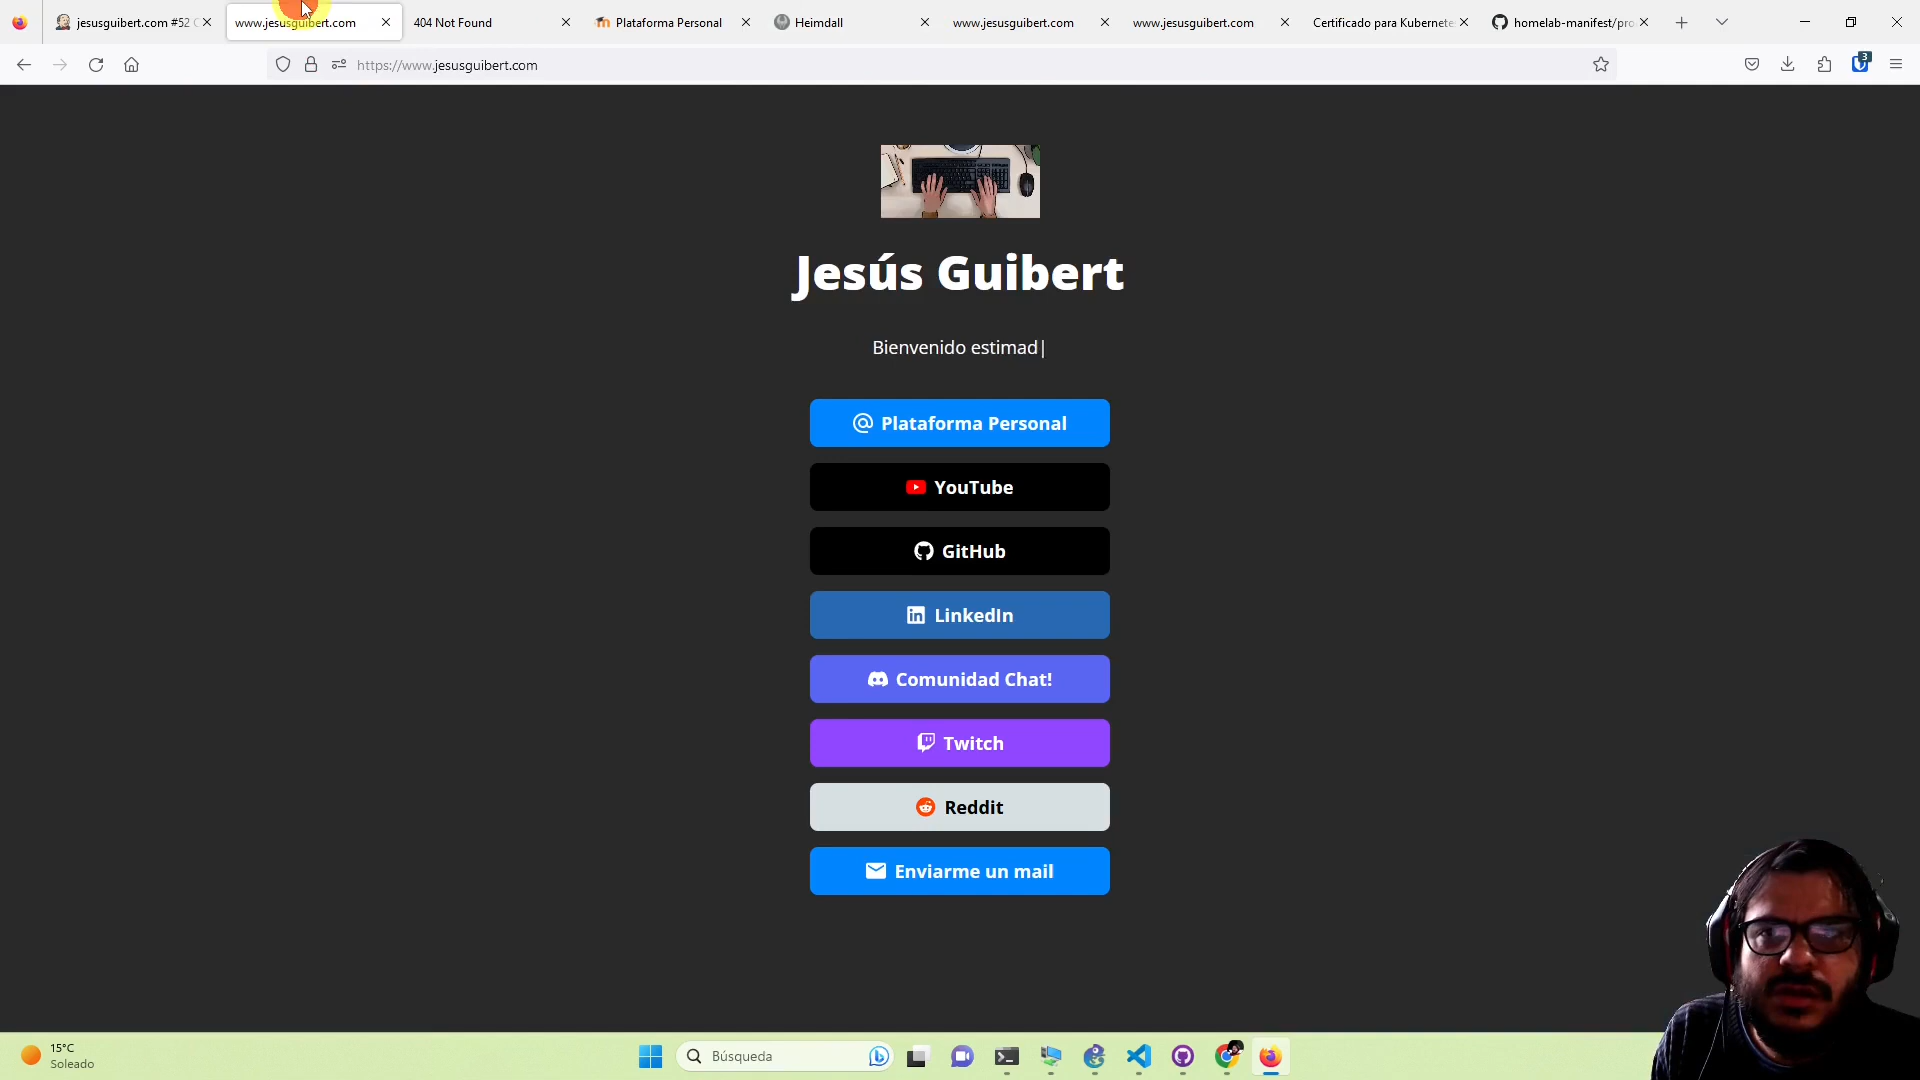 jesusguibert.com #52
www.jesusguibert.com
404 Not Found
Plataforma Personal
Heimdall
www.jesusguibert.com
www.jesusguibert.com
Certificado para Kubernete
homelab-manifest/pro
https://www.jesusguibert.com
3
Jesús Guibert
Bienvenido estimad|
Plataforma Personal
YouTube
GitHub
LinkedIn
Comunidad Chat!
Twitch
Reddit
Enviarme un mail
15°C
Soleado
Búsqueda